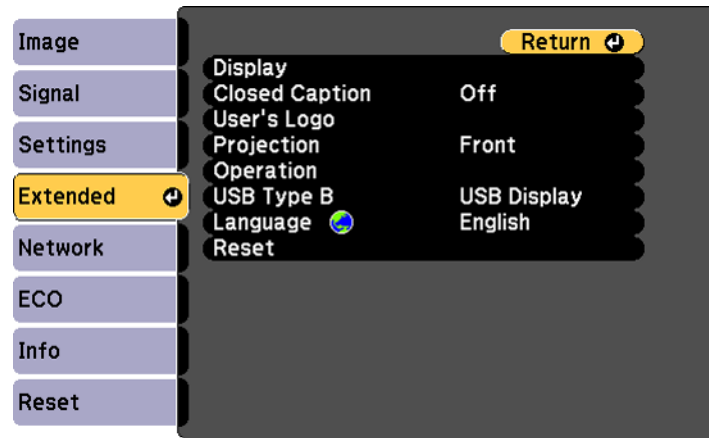 Image
Signal
Settings
Extended
Network
ECO
Info
Reset
Return
Display
Closed Caption Off
User's Logo
Projection Front
Operation
USB Type B USB Display
Language English
Reset